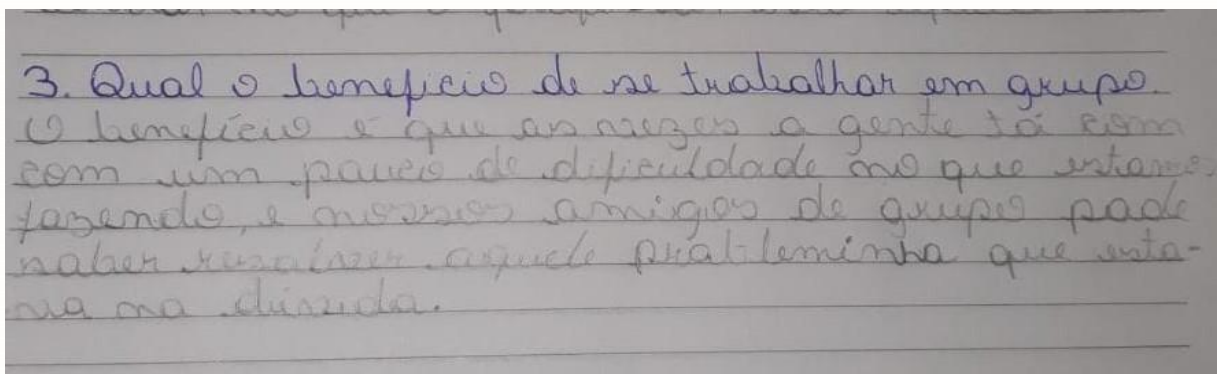 3. Qual o beneficio de se trabalhar em grupo.
O benefício é que as vezes a gente tá com
com um pouco de dificuldade no que estamos
fazendo, e nossos amigos de grupo pode
saber resolver aquele probleminha que esta-
va na dúvida.